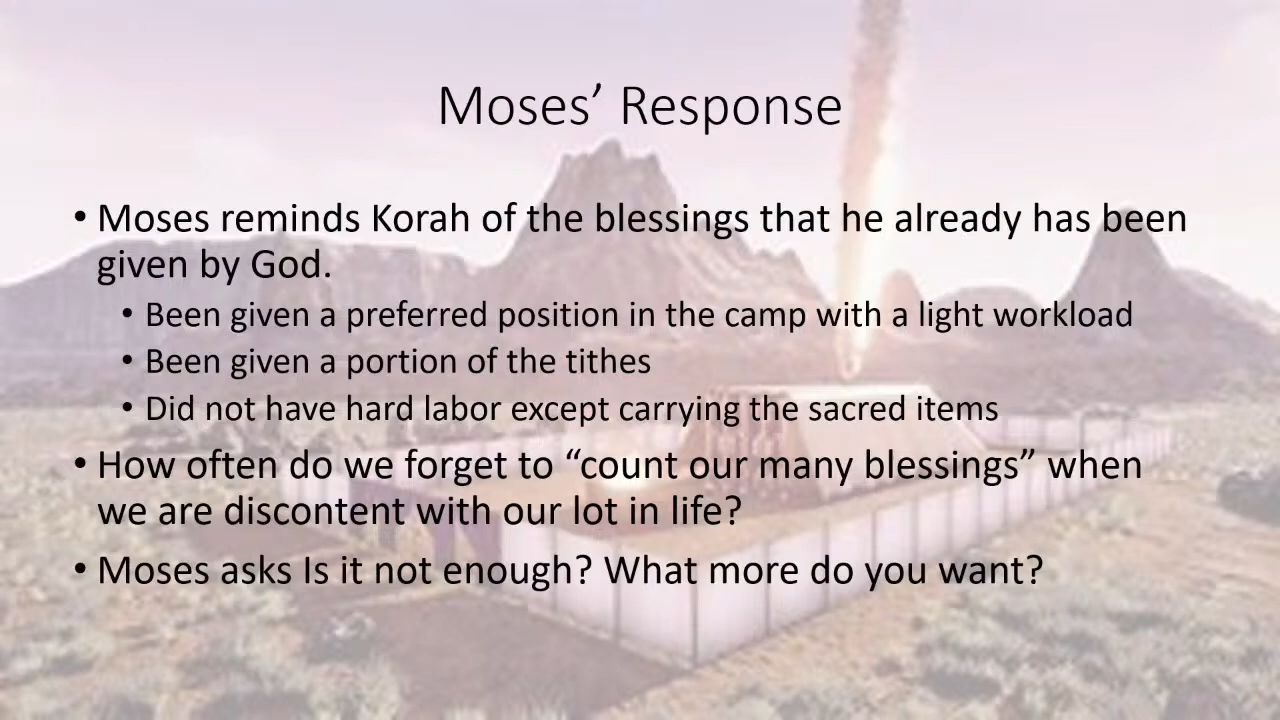 Moses’ Response
• Moses reminds Korah of the blessings that he already has been
given by God.
• Been given a preferred position in the camp with a light workload
• Been given a portion of the tithes
• Did not have hard labor except carrying the sacred items
• How often do we forget to “count our many blessings” when
we are discontent with our lot in life?
• Moses asks Is it not enough? What more do you want?